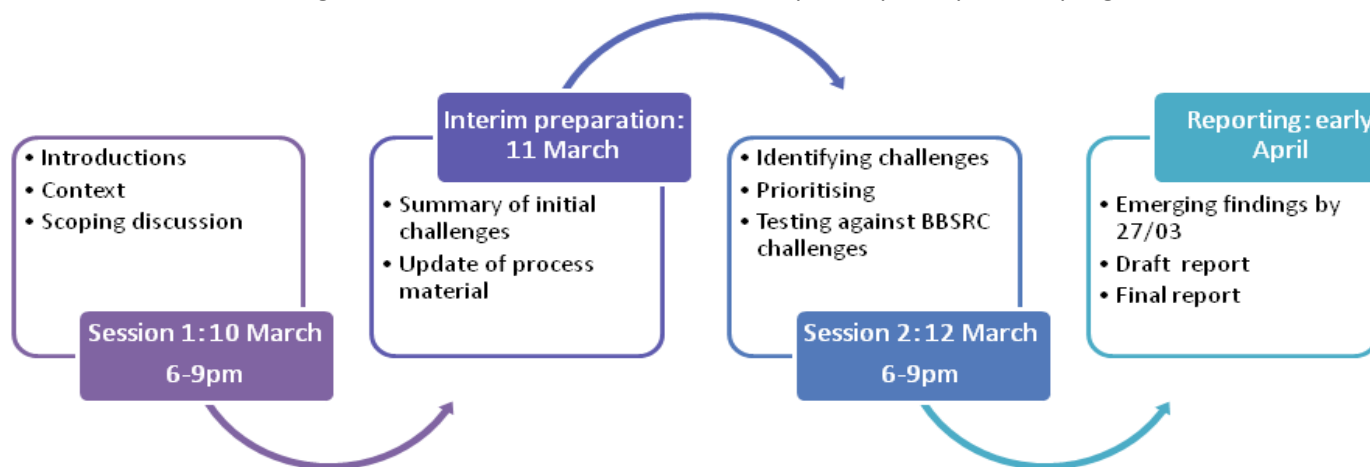 • Introductions
• Context
• Scoping discussion
Session 1: 10 March
6-9pm
Interim preparation:
11 March
• Summary of initial
challenges
• Update of process
material
• Identifying challenges
• Prioritising
• Testing against BBSRC
challenges
Session 2: 12 March
6-9pm
Reporting: early
April
• Emerging findings by
27/03
• Draft report
• Final report